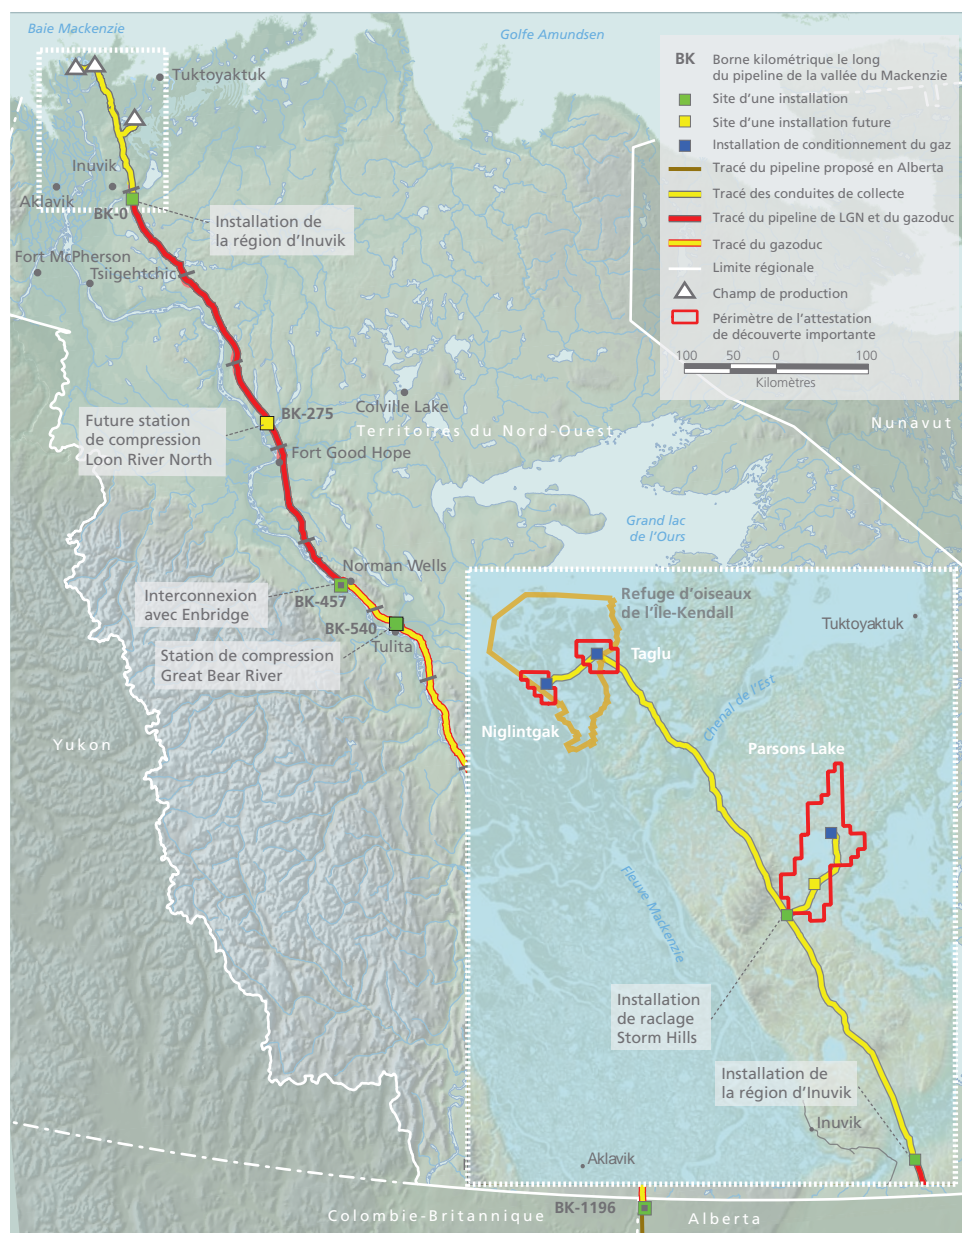 Baie Mackenzie
Golfe Amundsen
Tuktoyaktuk
Inuvik
Aklavik
BK-0
Installation de
la région d'Inuvik
Fort McPherson
Tsiigehtchic
BK Borne kilométrique le long
du pipeline de la vallée du Mackenzie
Site d'une installation
Site d'une installation future
Installation de conditionnement du gaz
Tracé du pipeline proposé en Alberta
Tracé des conduites de collecte
Tracé du pipeline de LGN et du gazoduc
Tracé du gazoduc
Limite régionale
Champ de production
Périmètre de l'attestation
de découverte importante
100 50 0 100
Kilomètres
BK-275
Colville Lake
Future station
de compression
Loon River North
Territoires du Nord-Ouest
Nunavut
Fort Good Hope
Grand lac
de l'Ours
Norman Wells
Interconnexion
avec Enbridge
BK-457
BK-540
Tulita
Station de compression
Great Bear River
Yukon
Refuge d'oiseaux
de l'Île-Kendall
Tuktoyaktuk
Taglu
Niglintgak
Chenal de l'Est
Parsons Lake
Fleuve Mackenzie
Installation
de raclage
Storm Hills
Installation de
la région d'Inuvik
Inuvik
Aklavik
BK-1196
Colombie-Britannique
Alberta